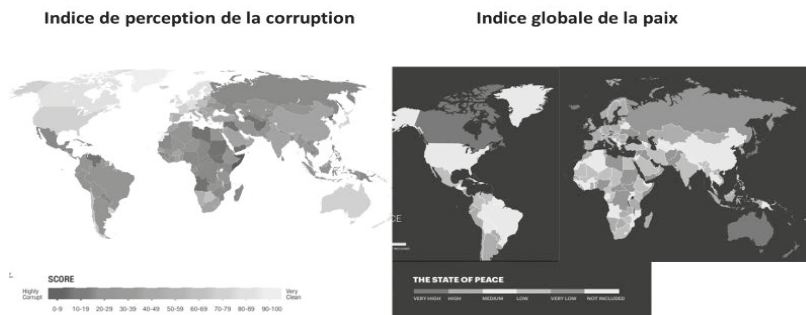 Indice de perception de la corruption
Indice globale de la paix
SCORE
Highly
Corrupt
Very
Clean
0-9 10-19 20-29 30-39 40-49 50-59 60-69 70-79 80-89 90-100
CE
THE STATE OF PEACE
VERY HIGH HIGH MEDIUM LOW VERY LOW NOT INCLUDED